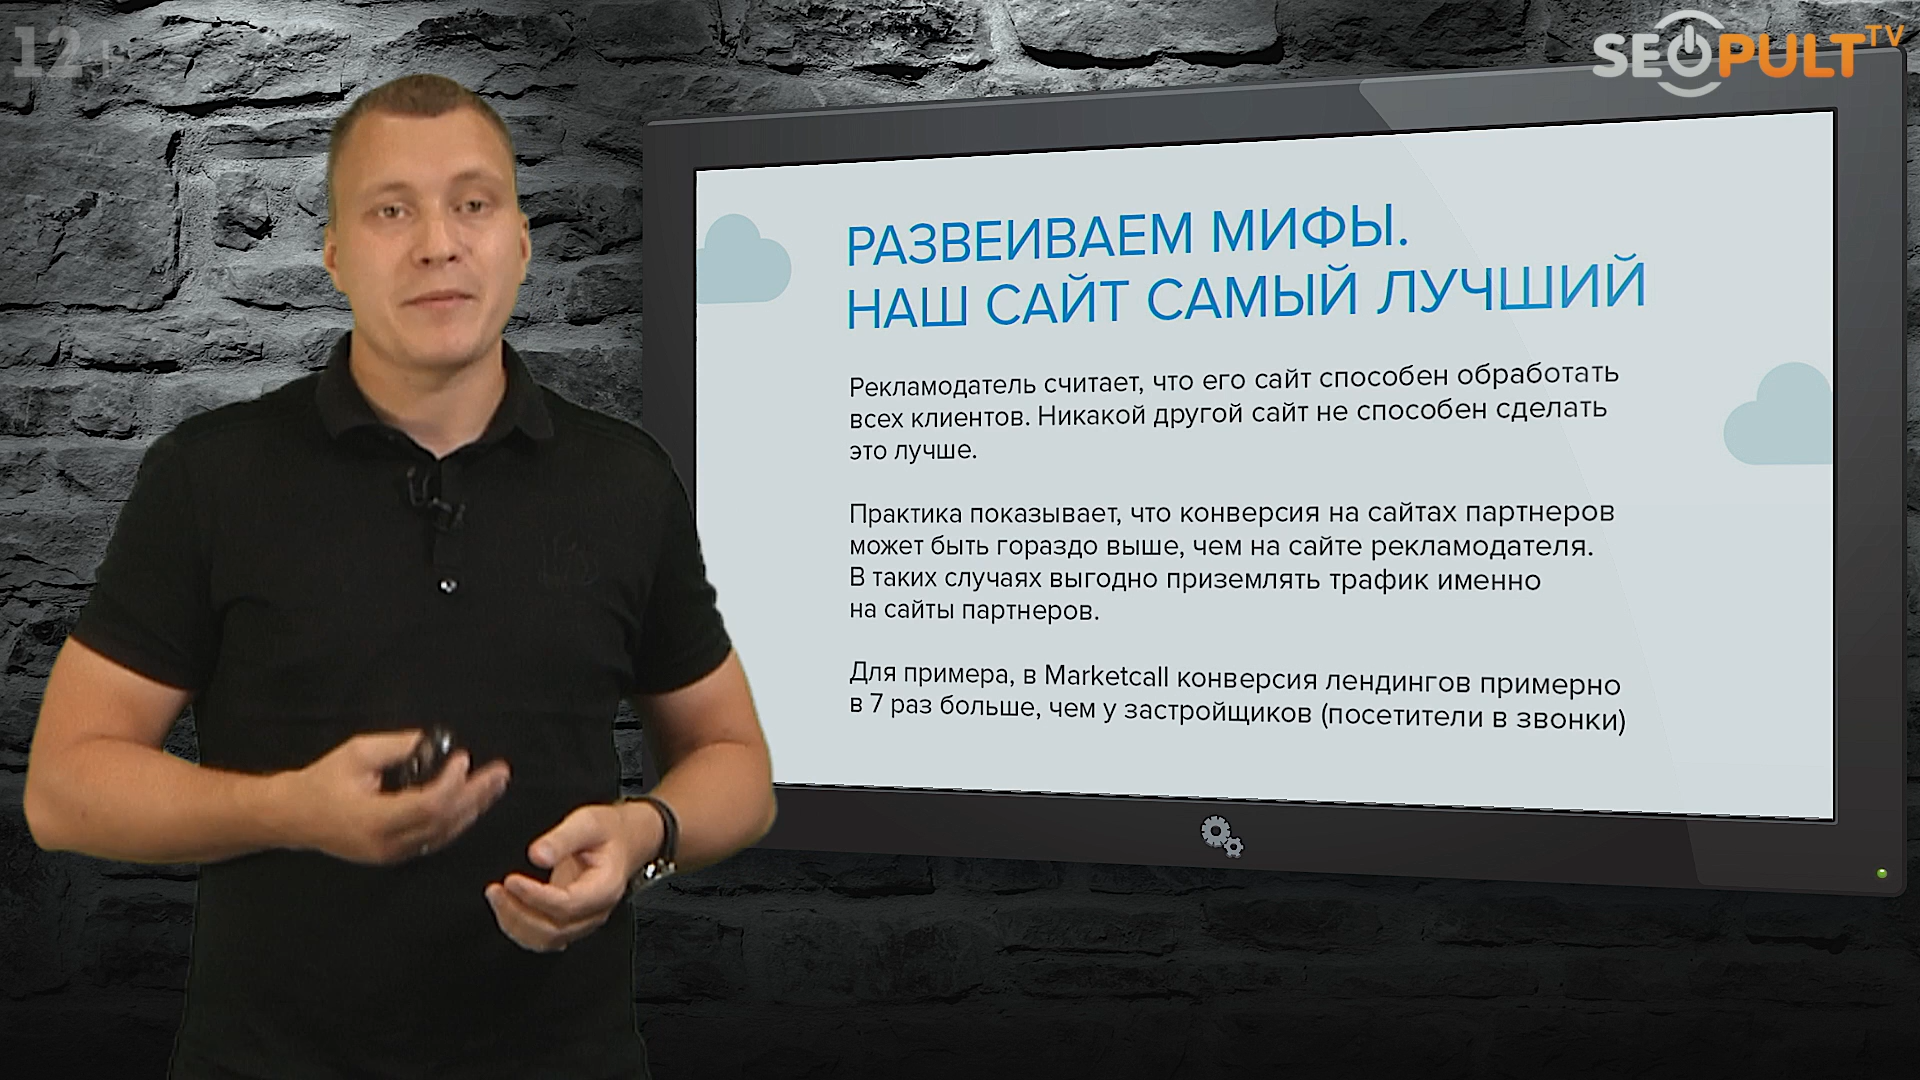 12+
SEOPULT TV
РАЗВЕИВАЕМ МИФЫ.
НАШ САЙТ САМЫЙ ЛУЧШИЙ
Рекламодатель считает, что его сайт способен обработать
всех клиентов. Никакой другой сайт не способен сделать
это лучше.
Практика показывает, что конверсия на сайтах партнеров
может быть гораздо выше, чем на сайте рекламодателя.
В таких случаях выгодно приземлять трафик именно
на сайты партнеров.
Для примера, в Marketcall конверсия лендингов примерно
в 7 раз больше, чем у застройщиков (посетители в звонки)